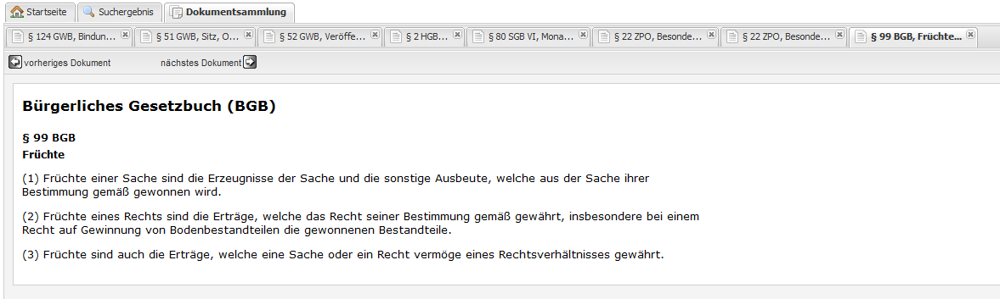 Startseite Suchergebnis Dokumentsammlung
§ 124 GWB, Bindun... § 51 GWB, Sitz, O... § 52 GWB, Veröffe... § 2 HGB... § 80 SGB VI, Mona... § 22 ZPO, Besonde... § 22 ZPO, Besonde... § 99 BGB, Früchte...
vorheriges Dokument nächstes Dokument
Bürgerliches Gesetzbuch (BGB)
§ 99 BGB
Früchte
(1) Früchte einer Sache sind die Erzeugnisse der Sache und die sonstige Ausbeute, welche aus der Sache ihrer
Bestimmung gemäß gewonnen wird.
(2) Früchte eines Rechts sind die Erträge, welche das Recht seiner Bestimmung gemäß gewährt, insbesondere bei einem
Recht auf Gewinnung von Bodenbestandteilen die gewonnenen Bestandteile.
(3) Früchte sind auch die Erträge, welche eine Sache oder ein Recht vermöge eines Rechtsverhältnisses gewährt.